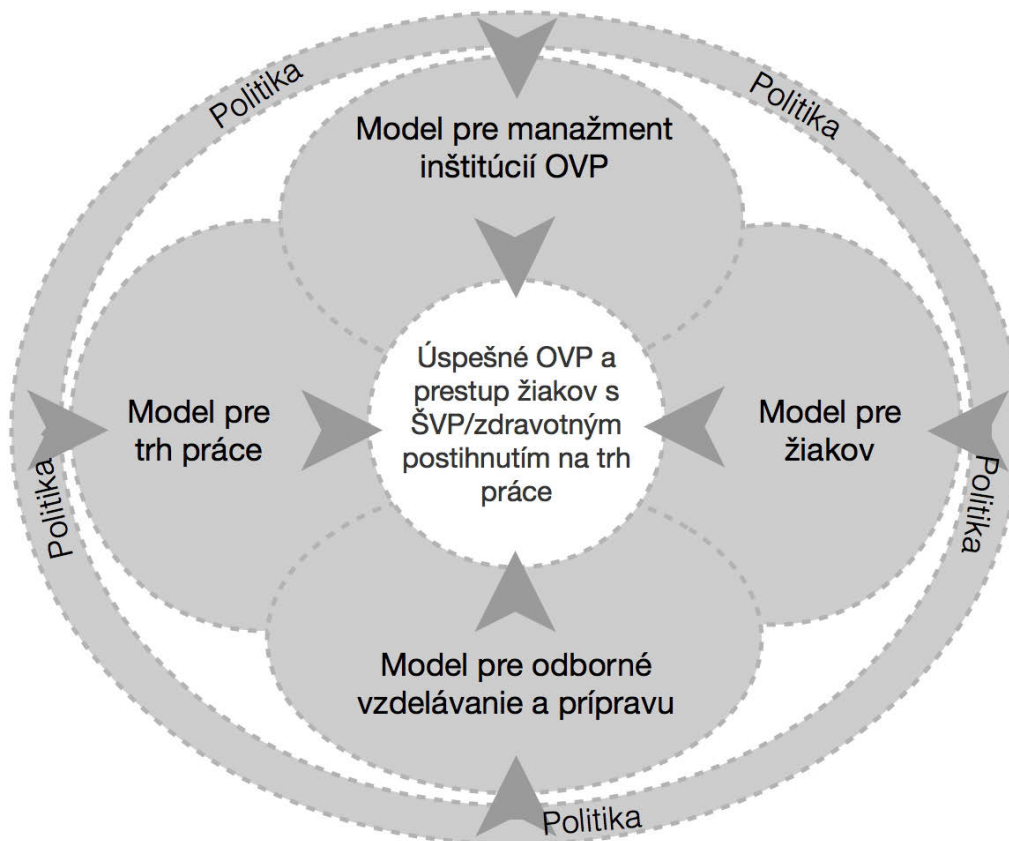 Politika
Politika
Model pre manažment
inštitúcií OVP
Úspešné OVP a
prestup žiakov s
ŠVP/zdravotným
postihnutím na trh
práce
Model pre
trh práce
Model pre
žiakov
Politika
Politika
Model pre odborné
vzdelávanie a prípravu
Politika